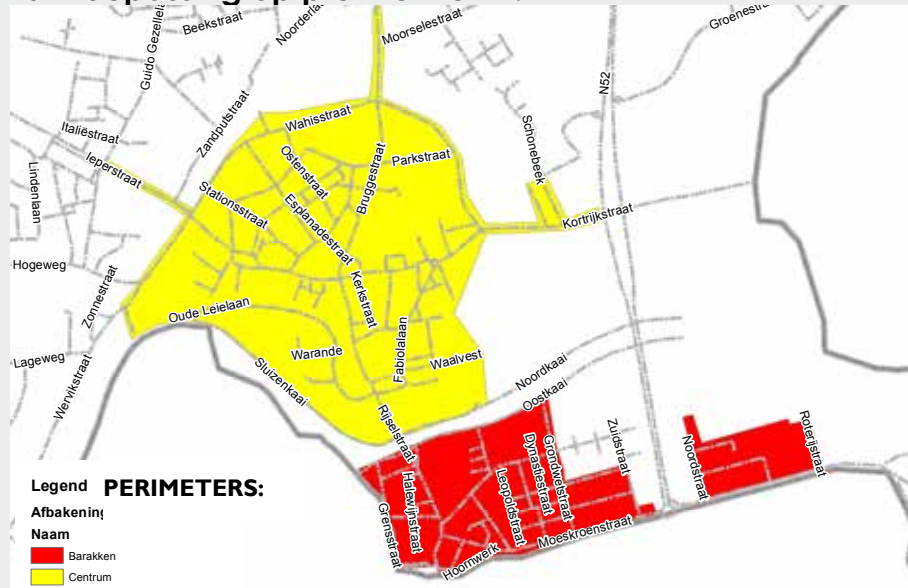 Beekstraat
Guido Gezellela
Noorderla
Moorselestraat
Groenestr
N52
Italiëstraat
Zandputstraat
Wahisstraat
Schonebeek
Ieperstraat
Lindenlaan
Ostenstraat
Parkstraat
Bruggestraat
Stationsstraat
Esplanadestraat
Kortrijkstraat
Hogeweg
Zonnestraat
Kerkstraat
Oude Leielaan
Warande
Fabiolalaan
Waalvest
Lageweg
Wervikstraat
Sluizenkaai
Noordkaai
Oostkaai
Rijselstraat
Zuidstraat
Grondwetstraat
Dynastiestraat
Leopoldstraat
Halewijnstraat
Grensstraat
Noordstraat
Roterijstraat
Moeskroenstraat
Hoornwerk
Legend PERIMETERS:
Afbakening
Naam
Barakken
Centrum